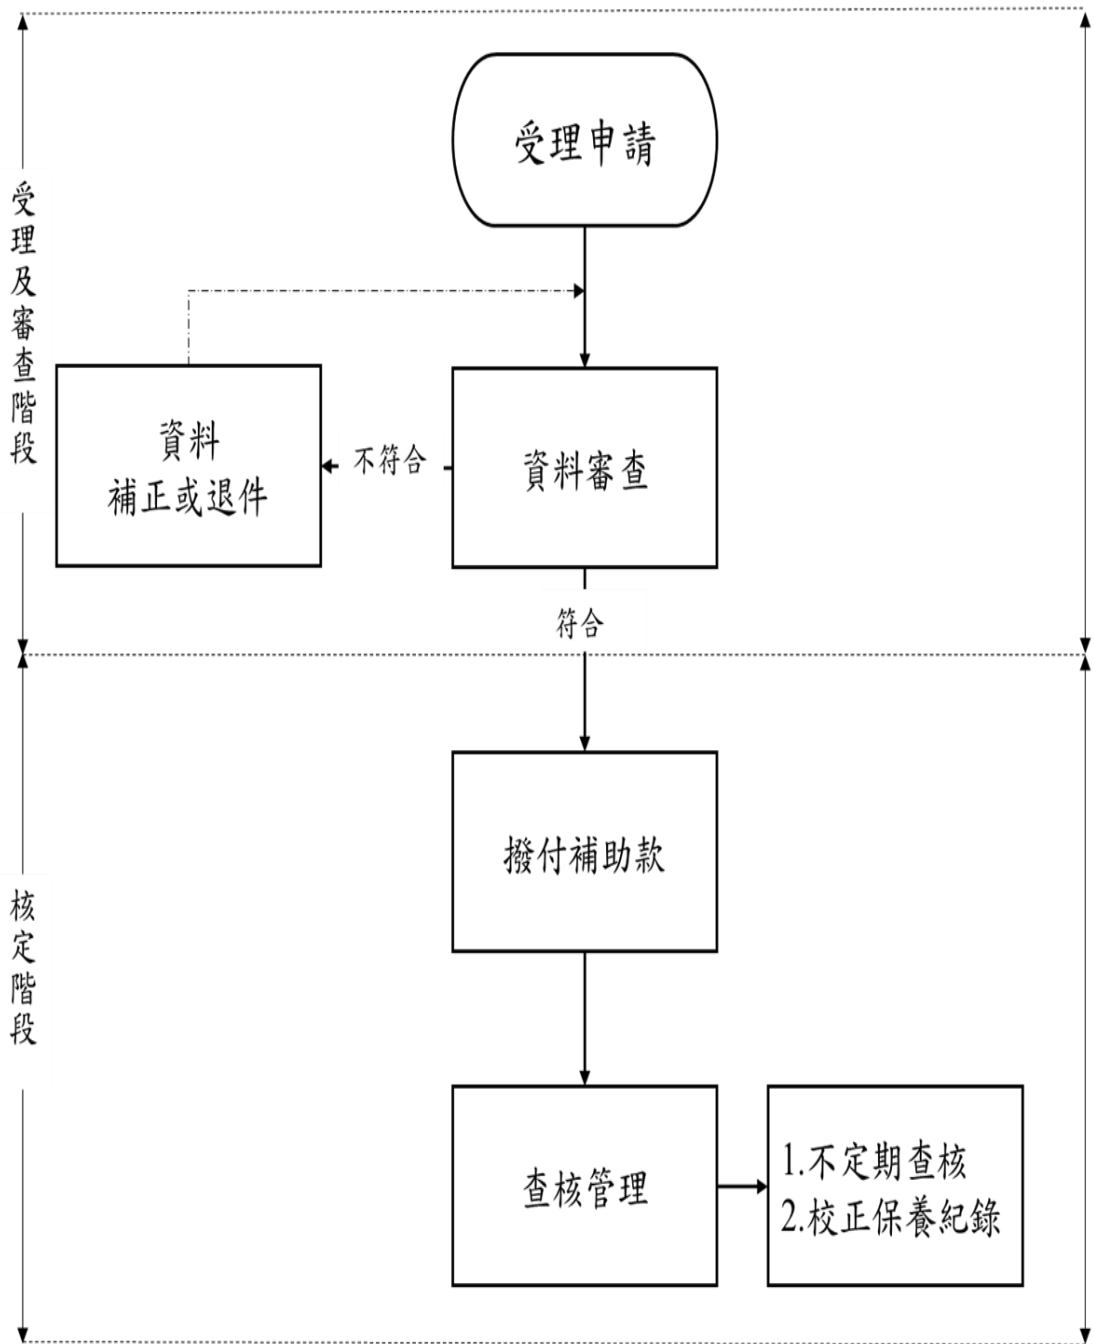 受理及審查階段
受理申請
資料
補正或退件
不符合
資料審查
符合
核定階段
撥付補助款
查核管理
1.不定期查核
2.校正保養紀錄